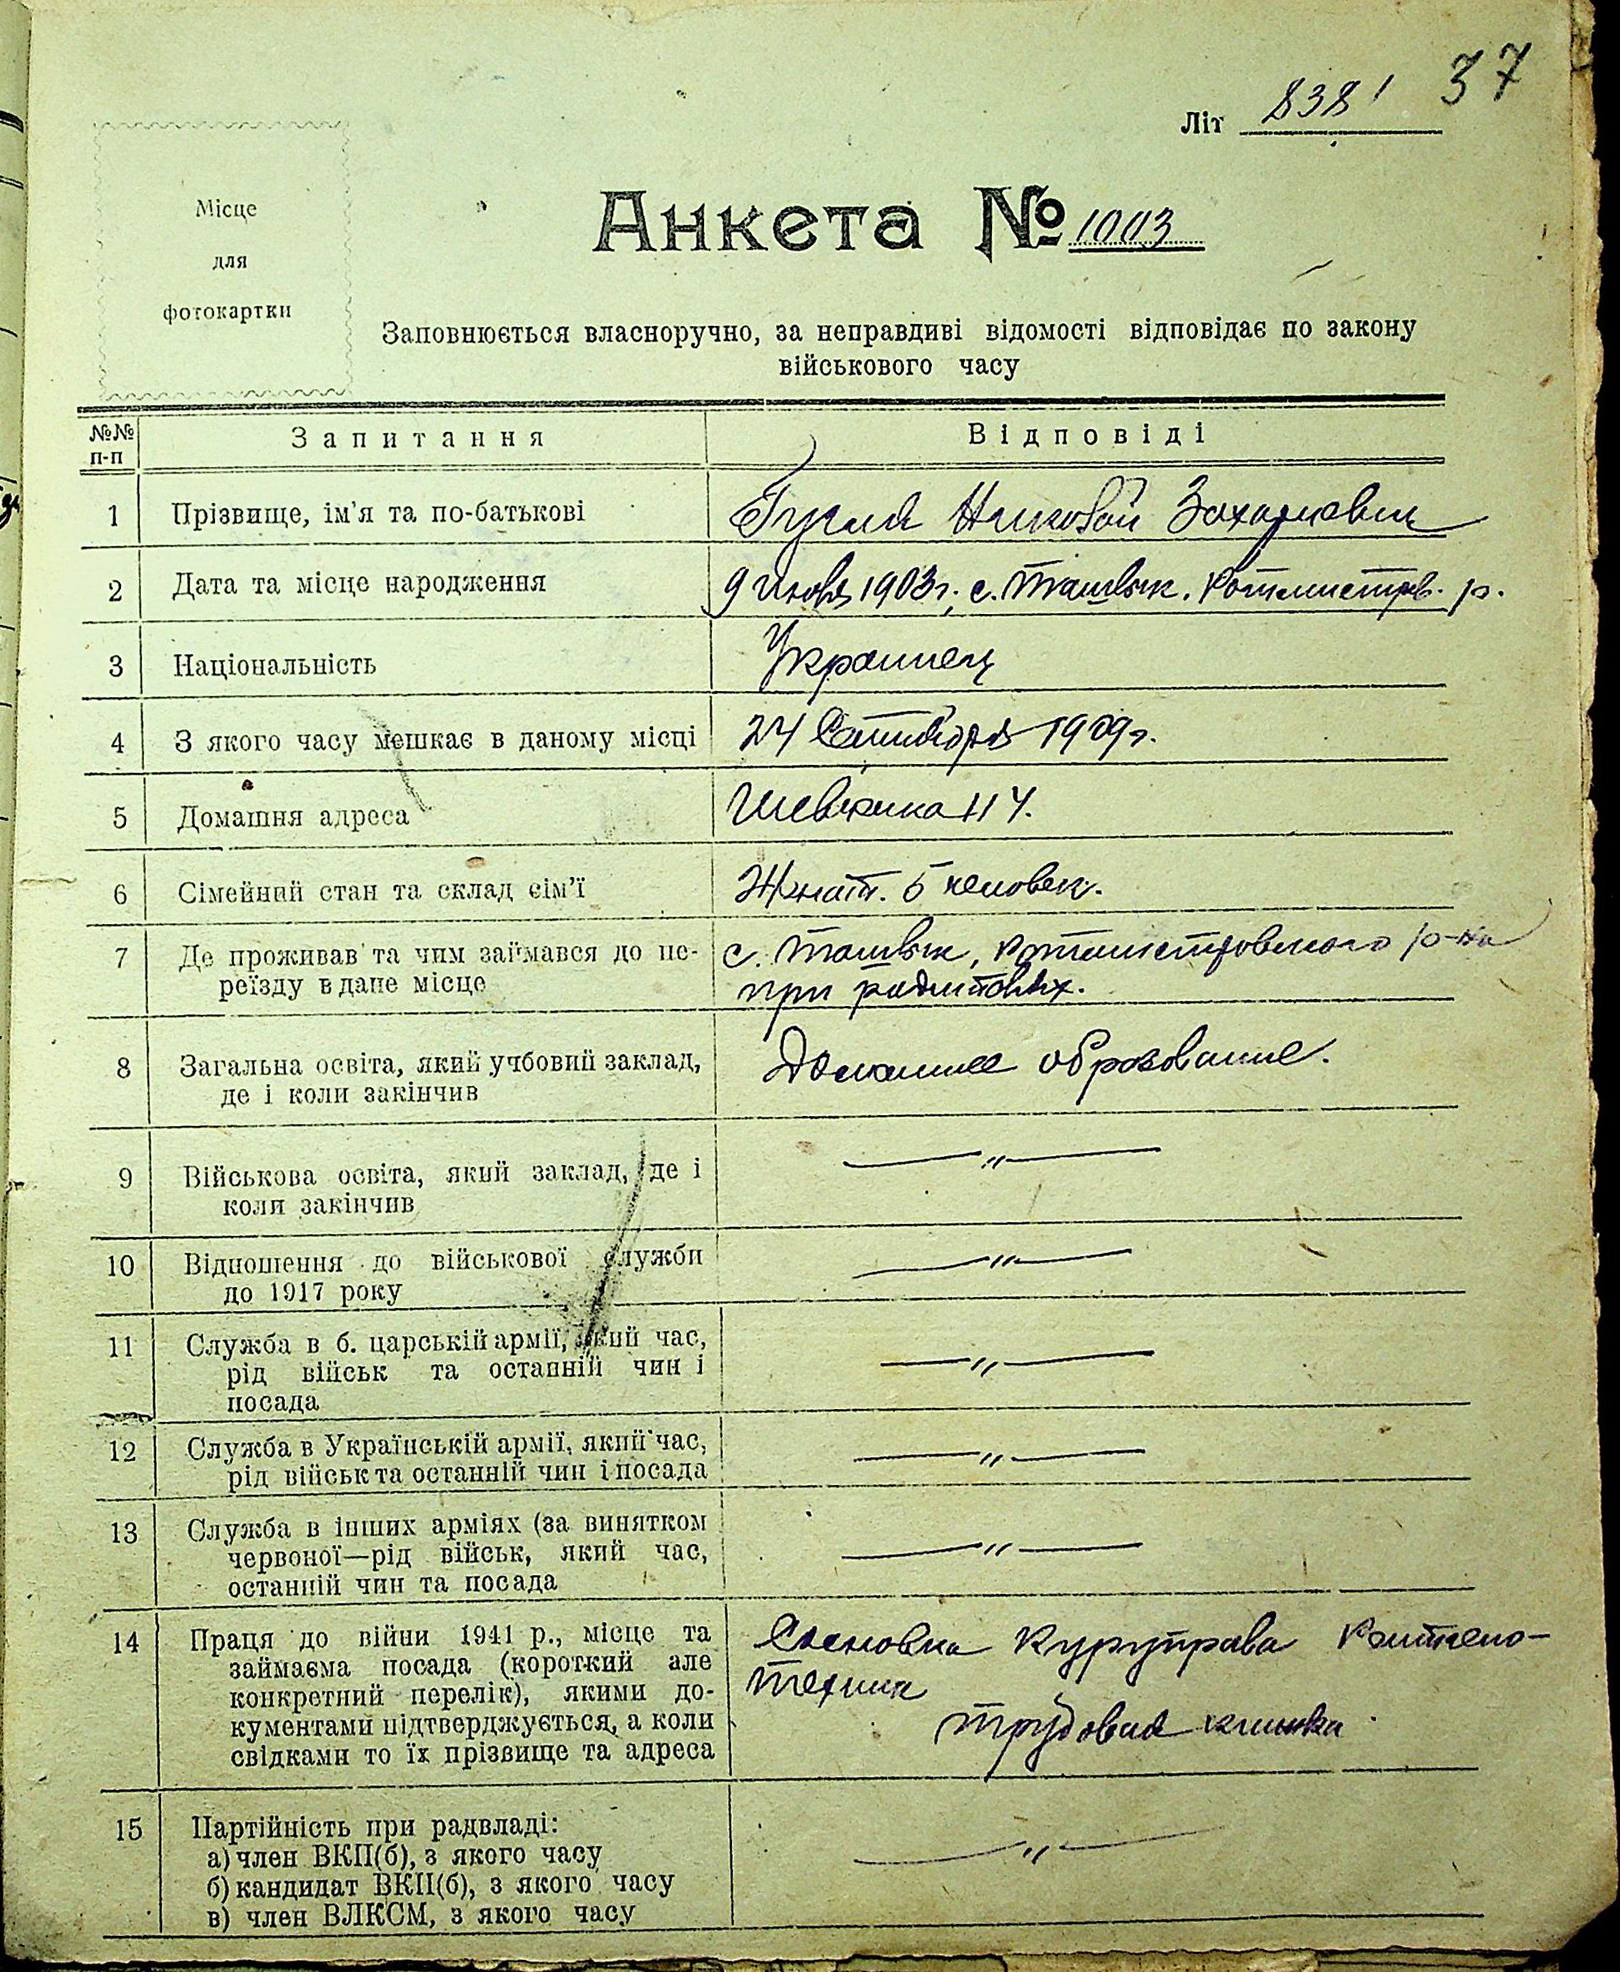 37
Літ 838
Місце
для
фотокартки
Анкета № 1003
Заповнюється власноручно, за неправдиві відомості відповідає по закону
військового часу
№№ п-п
Запитання
Відповіді
1
Прізвище, ім'я та по-батькові
Николай Захарович
2
Дата та місце народження
9 1903г. с. Ташлык. Ротмистров. р.
3
Національність
Украинец
4
З якого часу мешкає в даному місці
24 Сентября 1929г.
5
Домашня адреса
6
Сімейний стан та склад сім'ї
Женат. 5 человек.
7
Де проживав та чим займався до пе-
реїзду в дане місце
с. Ташлык, Ротмистровского р-на
при родителях.
8
Загальна освіта, який учбовий заклад,
де і коли закінчив
Домашнее образование.
9
Військова освіта, який заклад, де і
коли закінчив
—„—
10
Відношення до військової служби
до 1917 року
—„—
11
Служба в б. царській армії, який час,
рід військ та останній чин і
посада
—„—
12
Служба в Українській армії, який час,
рід військ та останній чин і посада
—„—
13
Служба в інших арміях (за винятком
червоної—рід військ, який час,
останній чин та посада
—„—
14
Праця до війни 1941 р., місце та
займаєма посада (короткий але
конкретний перелік), якими до-
кументами підтверджується, а коли
свідками то їх прізвище та адреса
Сосновка Куруправа
техник
трудовая книжка
15
Партійність при радвладі:
а) член ВКП(б), з якого часу
б) кандидат ВКП(б), з якого часу
в) член ВЛКСМ, з якого часу
—„—